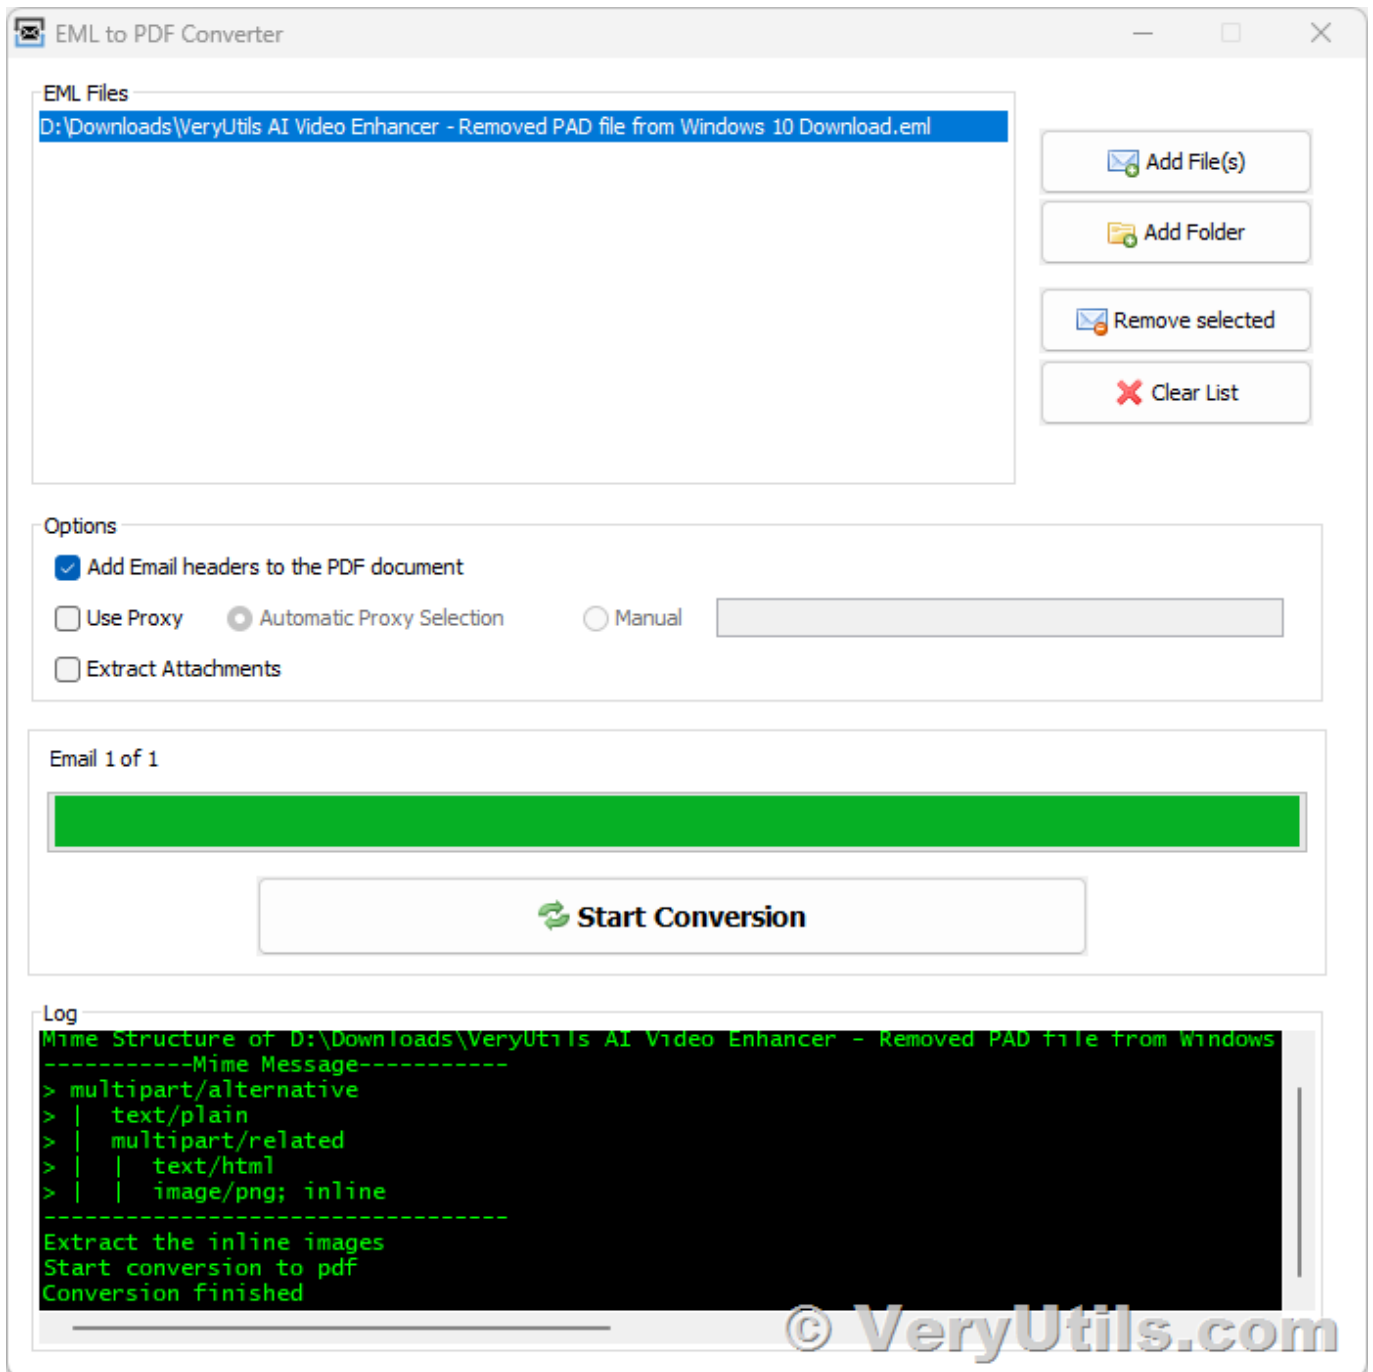 EML to PDF Converter
EML Files
D:\Downloads\VeryUtils AI Video Enhancer - Removed PAD file from Windows 10 Download.eml
Add File(s)
Add Folder
Remove selected
Clear List
Options
Add Email headers to the PDF document
Use Proxy Automatic Proxy Selection Manual
Extract Attachments
Email 1 of 1
Start Conversion
Log
Mime Structure of D:\Downloads\VeryUtils AI Video Enhancer - Removed PAD file from Windows
-----------Mime Message-----------
> multipart/alternative
> | text/plain
> | multipart/related
> | | text/html
> | | image/png; inline
----------------------------------
Extract the inline images
Start conversion to pdf
Conversion finished
© VeryUtils.com